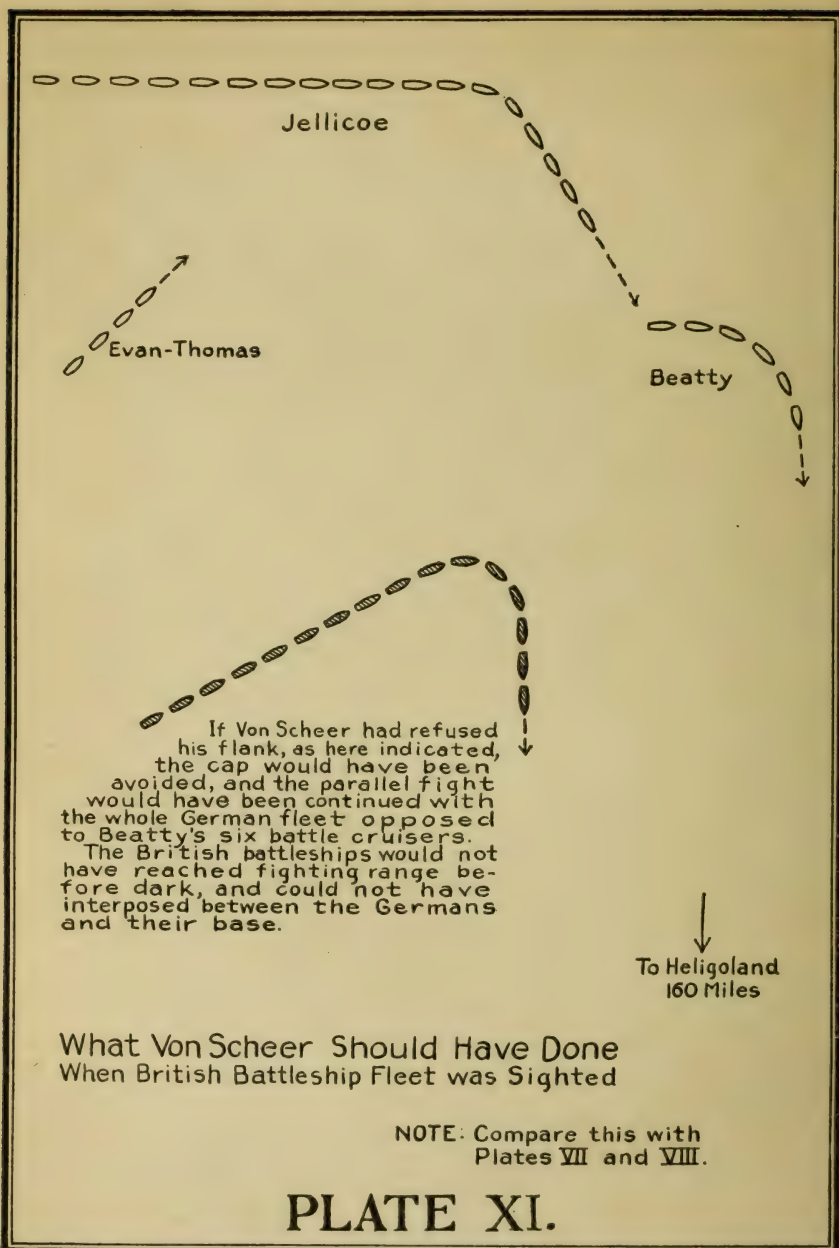 Jellicoe
Evan-Thomas
Beatty
If Von Scheer had refused
his flank, as here indicated,
the cap would have been
avoided, and the parallel fight
would have been continued with
the whole German fleet opposed
to Beatty's six battle cruisers.
The British battleships would not
have reached fighting range be-
fore dark, and could not have
interposed between the Germans
and their base.
To Heligoland
160 Miles
What Von Scheer Should Have Done
When British Battleship Fleet was Sighted
NOTE: Compare this with
Plates VII and VIII.
PLATE XI.